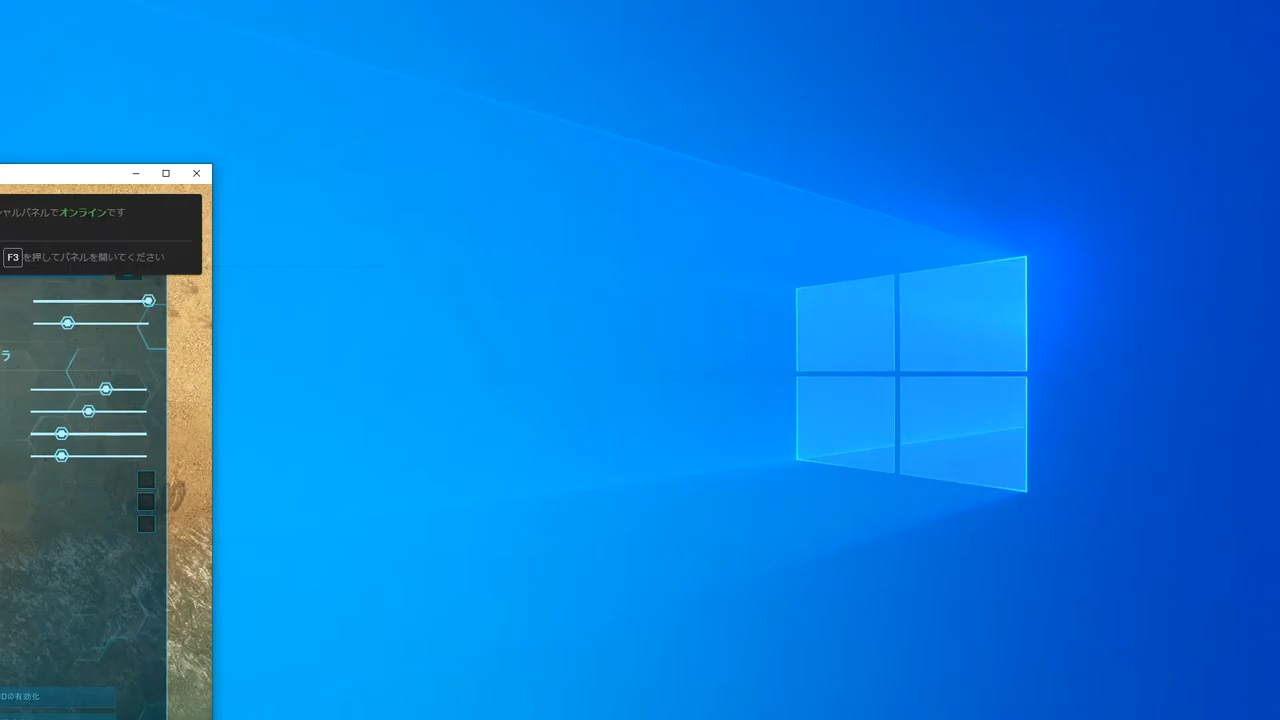 ャルパネルでオンラインです
F3を押してパネルを開いてください
ラ
Dの有効化